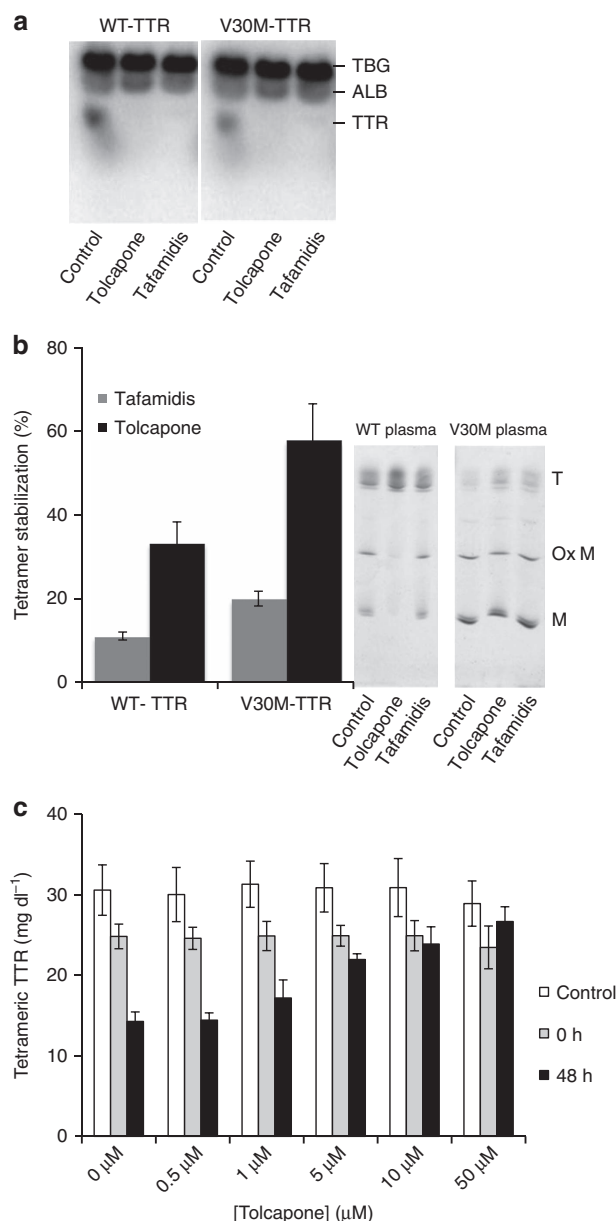 a
WT-TTR V30M-TTR
TBG
ALB
TTR
Control Tolcapone Tafamidis Control Tolcapone Tafamidis
b
Tetramer stabilization (%)
80
60
40
20
0
Tafamidis
Tolcapone
WT- TTR V30M-TTR
WT plasma V30M plasma
T
Ox M
M
Control Tolcapone Tafamidis Control Tolcapone Tafamidis
c
Tetrameric TTR (mg dl⁻¹)
40
30
20
10
0
Control
0 h
48 h
0 μM 0.5 μM 1 μM 5 μM 10 μM 50 μM
[Tolcapone] (μM)